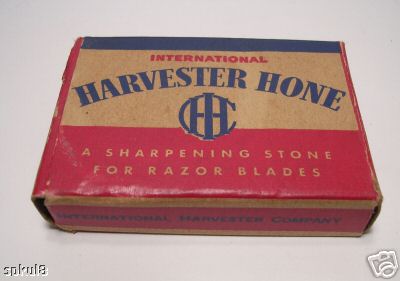 INTERNATIONAL
HARVESTER HONE
IHC
A SHARPENING STONE
FOR RAZOR BLADES
INTERNATIONAL HARVESTER COMPANY
spkul8